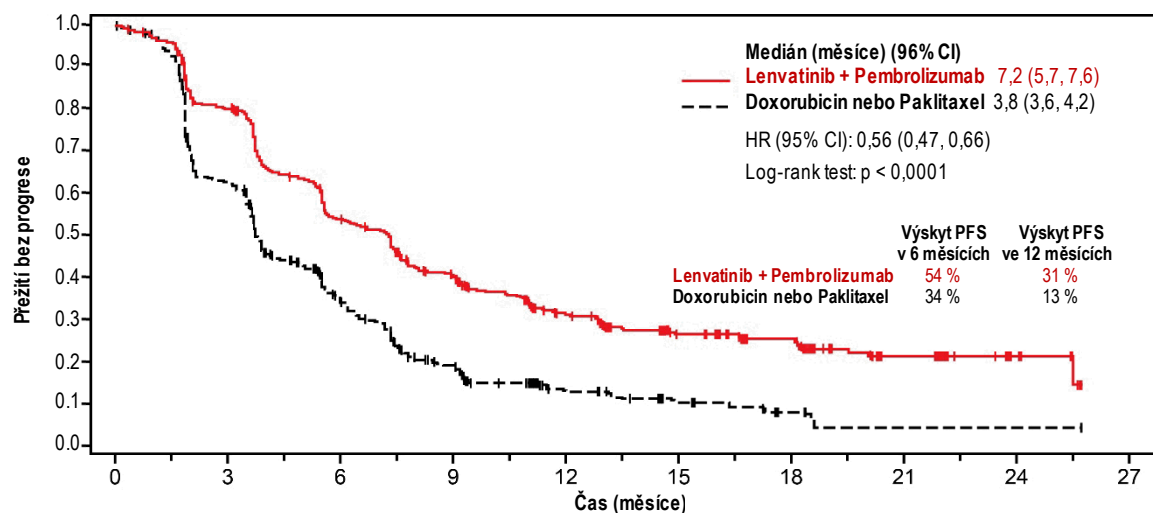 Medián (měsíce) (96% CI)
Lenvatinib + Pembrolizumab 7,2 (5,7, 7,6)
Doxorubicin nebo Paklitaxel 3,8 (3,6, 4,2)
HR (95% CI): 0,56 (0,47, 0,66)
Log-rank test: p < 0,0001
Výskyt PFS v 6 měsících
Výskyt PFS ve 12 měsících
Lenvatinib + Pembrolizumab 54 % 31 %
Doxorubicin nebo Paklitaxel 34 % 13 %
Přežití bez progrese
1.0
0.9
0.8
0.7
0.6
0.5
0.4
0.3
0.2
0.1
0.0
0 3 6 9 12 15 18 21 24 27
Čas (měsíce)